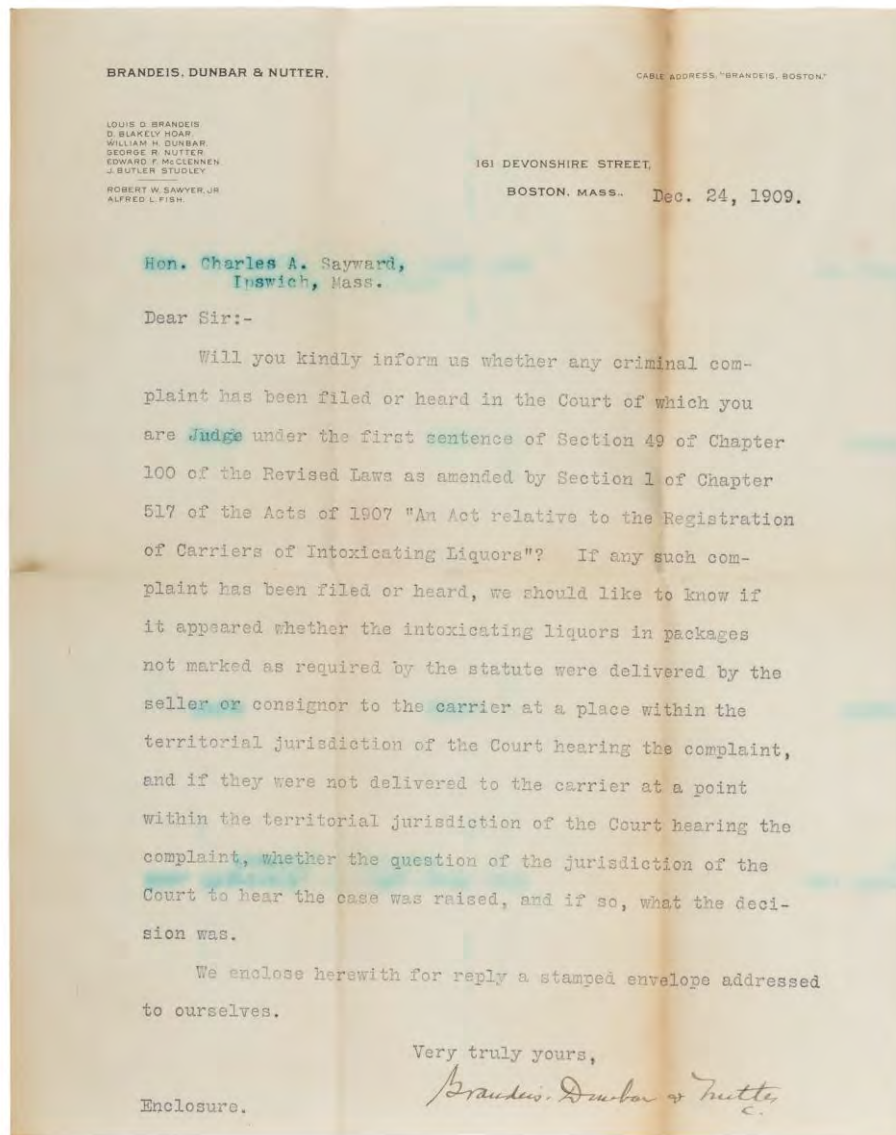 BRANDEIS, DUNBAR & NUTTER.
CABLE ADDRESS, "BRANDEIS, BOSTON."
LOUIS D. BRANDEIS
D. BLAKELY HOAR.
WILLIAM H. DUNBAR.
GEORGE R. NUTTER
EDWARD F. McCLENNEN
J. BUTLER STUDLEY
ROBERT W. SAWYER, JR
ALFRED L. FISH.
161 DEVONSHIRE STREET,
BOSTON, MASS., Dec. 24, 1909.
Hon. Charles A. Sayward,
Ipswich, Mass.
Dear Sir:-
Will you kindly inform us whether any criminal com-
plaint has been filed or heard in the Court of which you
are Judge under the first sentence of Section 49 of Chapter
100 of the Revised Laws as amended by Section 1 of Chapter
517 of the Acts of 1907 "An Act relative to the Registration
of Carriers of Intoxicating Liquors"? If any such com-
plaint has been filed or heard, we should like to know if
it appeared whether the intoxicating liquors in packages
not marked as required by the statute were delivered by the
seller or consignor to the carrier at a place within the
territorial jurisdiction of the Court hearing the complaint,
and if they were not delivered to the carrier at a point
within the territorial jurisdiction of the Court hearing the
complaint, whether the question of the jurisdiction of the
Court to hear the case was raised, and if so, what the deci-
sion was.
We enclose herewith for reply a stamped envelope addressed
to ourselves.
Very truly yours,
Brandeis, Dunbar & Nutter
C.
Enclosure.